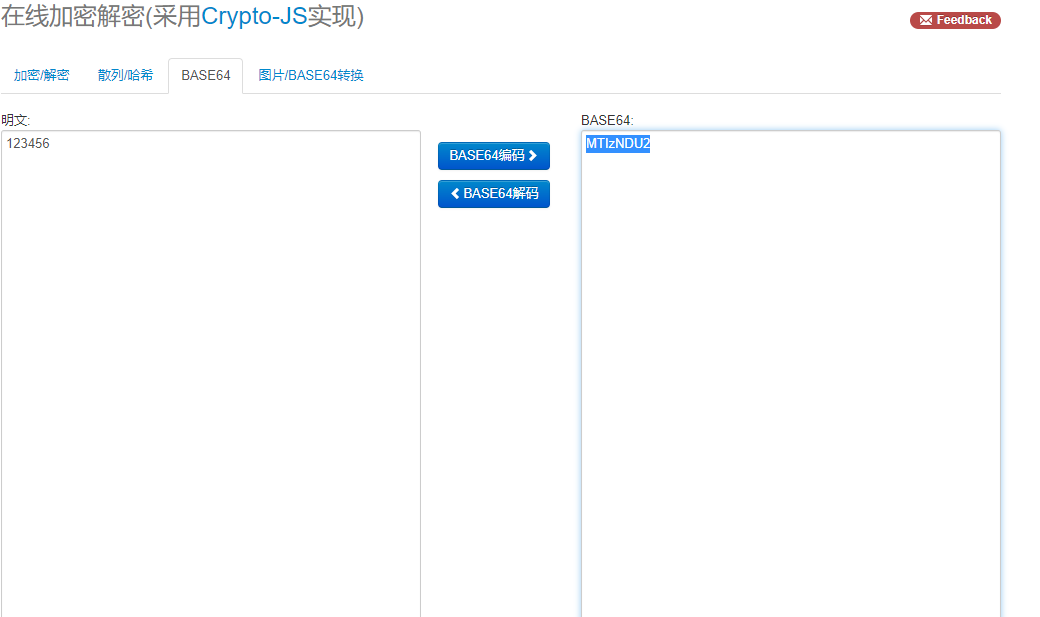 在线加密解密(采用Crypto-JS实现)
Feedback
加密/解密 散列/哈希 BASE64 图片/BASE64转换
明文:
123456
BASE64编码
BASE64解码
BASE64:
MTIzNDU2